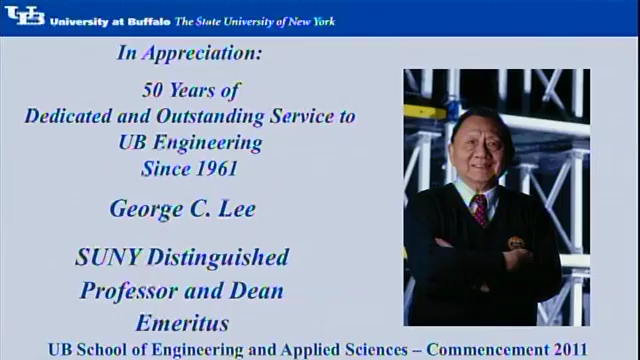 UB University at Buffalo The State University of New York
In Appreciation:
50 Years of
Dedicated and Outstanding Service to
UB Engineering
Since 1961
George C. Lee
SUNY Distinguished
Professor and Dean
Emeritus
UB School of Engineering and Applied Sciences – Commencement 2011